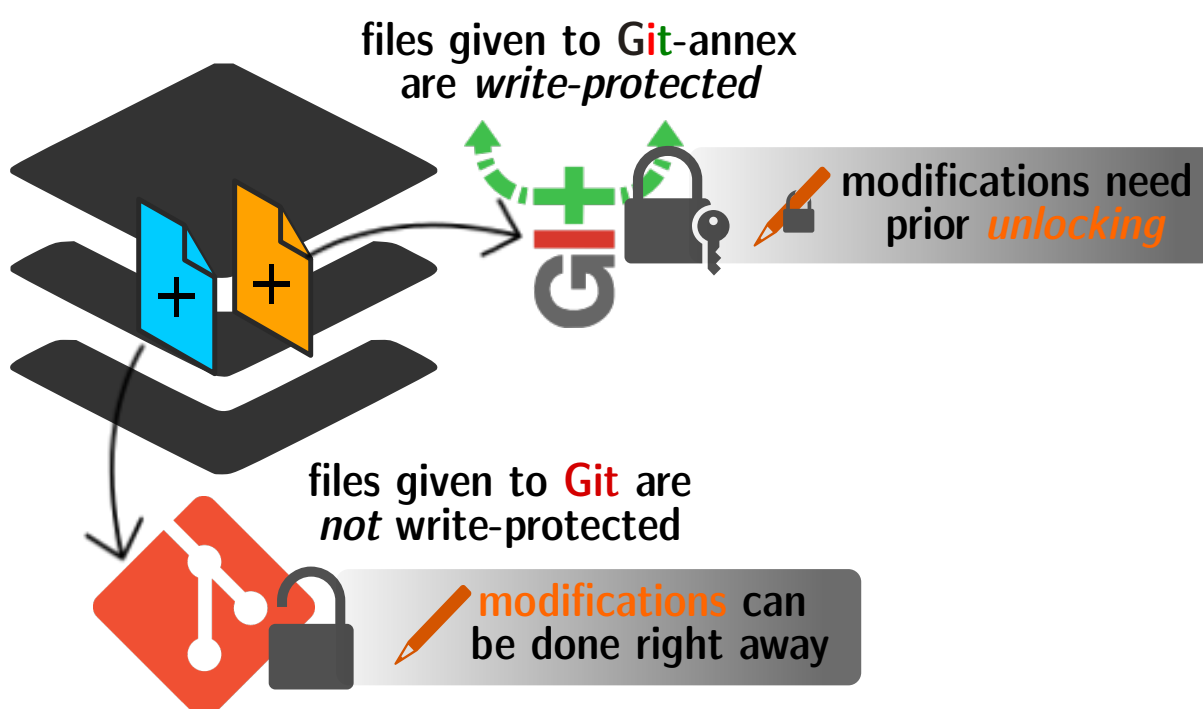 files given to Git-annex
are write-protected
modifications need
prior unlocking
GIt
files given to Git are
not write-protected
modifications can
be done right away